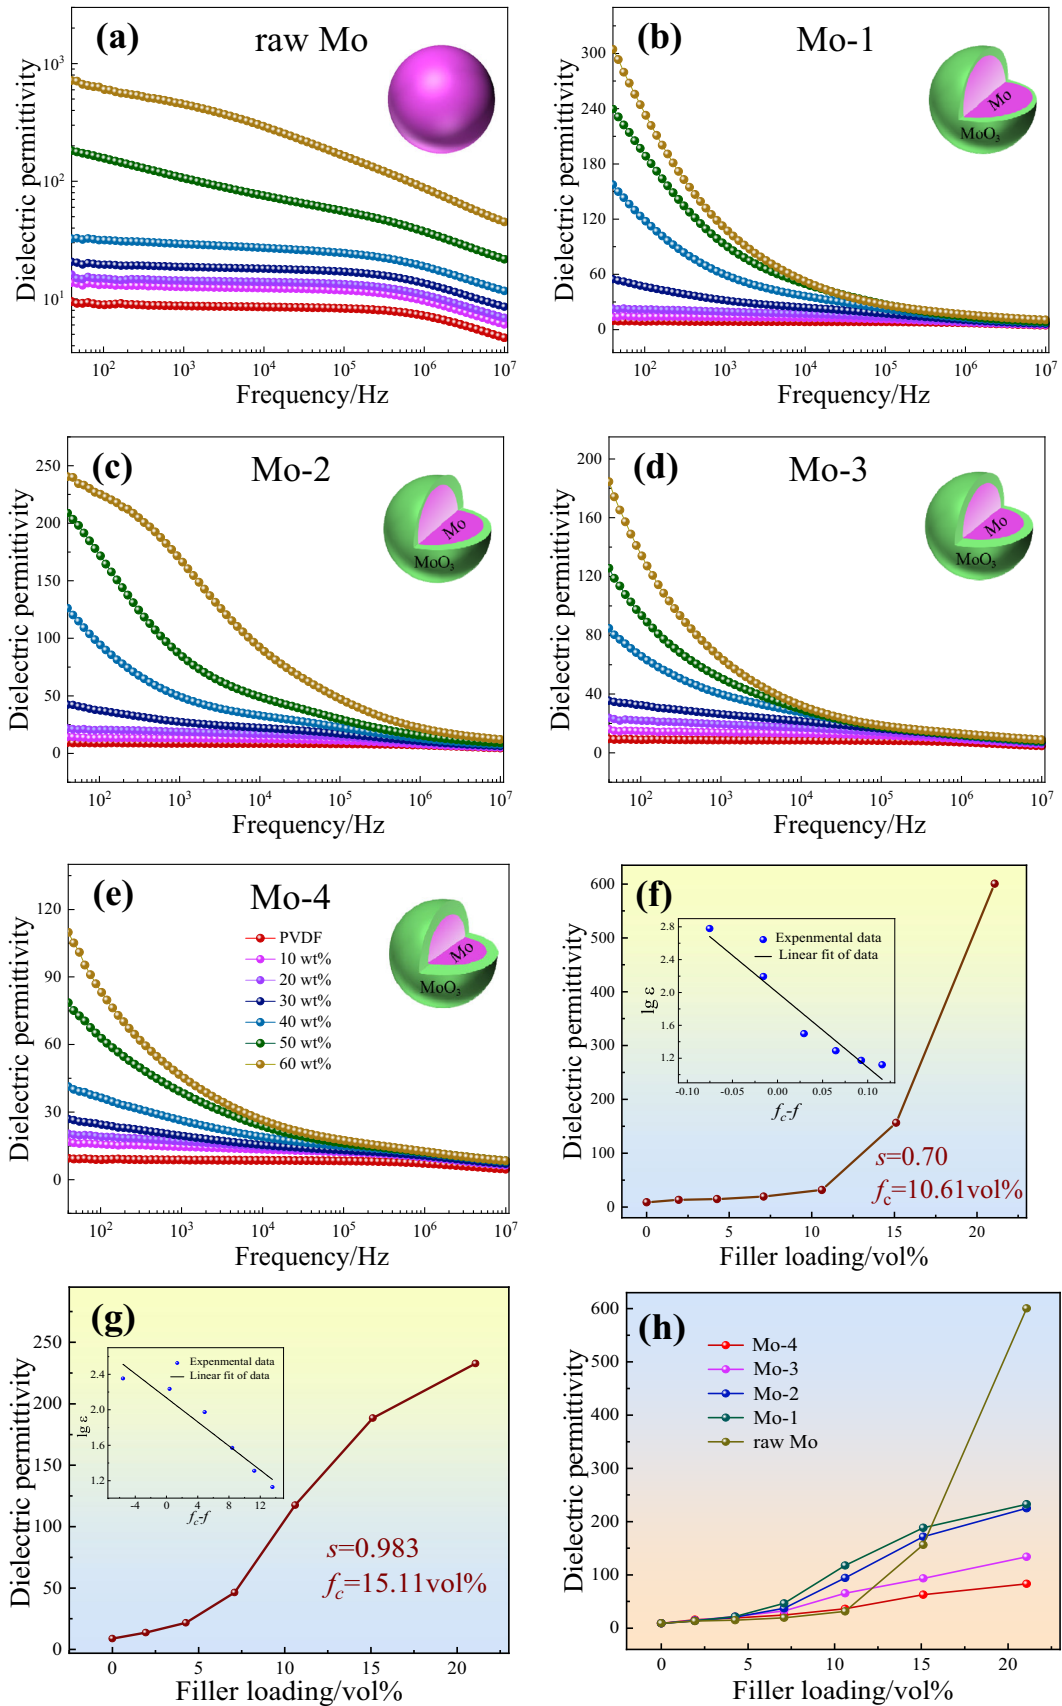 (a) raw Mo
Dielectric permittivity
10³
10²
10¹
10² 10³ 10⁴ 10⁵ 10⁶ 10⁷
Frequency/Hz
(b) Mo-1
Mo
MoO₃
Dielectric permittivity
300
240
180
120
60
0
10² 10³ 10⁴ 10⁵ 10⁶ 10⁷
Frequency/Hz
(c) Mo-2
Mo
MoO₃
Dielectric permittivity
250
200
150
100
50
0
10² 10³ 10⁴ 10⁵ 10⁶ 10⁷
Frequency/Hz
(d) Mo-3
Mo
MoO₃
Dielectric permittivity
200
160
120
80
40
0
10² 10³ 10⁴ 10⁵ 10⁶ 10⁷
Frequency/Hz
(e) Mo-4
Mo
MoO₃
PVDF
10 wt%
20 wt%
30 wt%
40 wt%
50 wt%
60 wt%
Dielectric permittivity
120
90
60
30
0
10² 10³ 10⁴ 10⁵ 10⁶ 10⁷
Frequency/Hz
(f)
Dielectric permittivity
600
500
400
300
200
100
0
0 5 10 15 20
Filler loading/vol%
Expenmental data
Linear fit of data
lg ε
2.8
2.4
2.0
1.6
1.2
-0.10 -0.05 0.00 0.05 0.10
f_c-f
s=0.70
f_c=10.61vol%
(g)
Dielectric permittivity
250
200
150
100
50
0
0 5 10 15 20
Filler loading/vol%
Expenmental data
Linear fit of data
lg ε
2.4
2.0
1.6
1.2
-4 0 4 8 12
f_c-f
s=0.983
f_c=15.11vol%
(h)
Mo-4
Mo-3
Mo-2
Mo-1
raw Mo
Dielectric permittivity
600
500
400
300
200
100
0
0 5 10 15 20
Filler loading/vol%